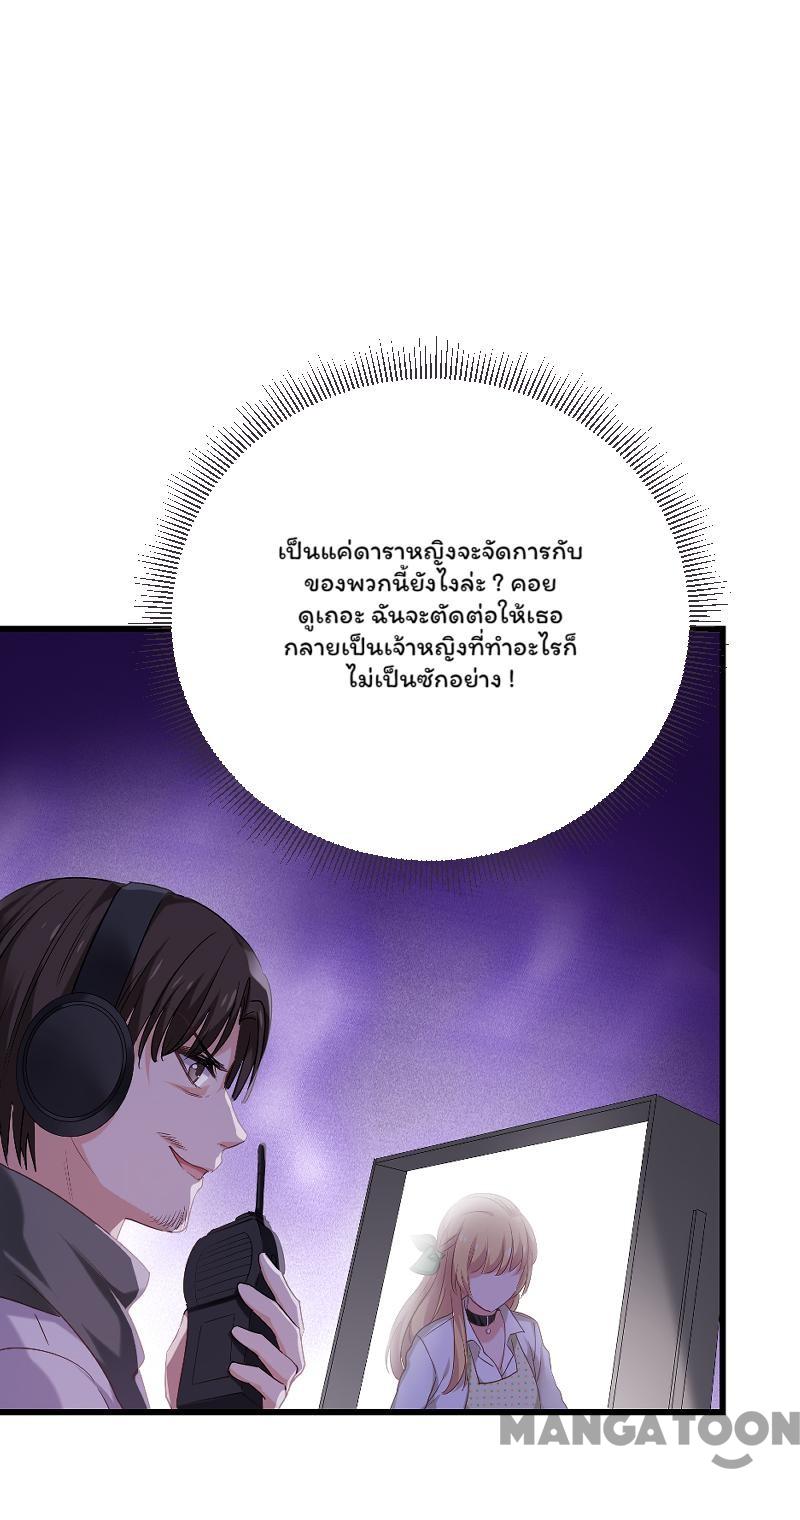 เป็นแค่ดาราหญิงจะจัดการกับ
ของพวกนี้ยังไงล่ะ ? คอย
ดูเถอะ ฉันจะตัดต่อให้เธอ
กลายเป็นเจ้าหญิงที่ทำอะไรก็
ไม่เป็นซักอย่าง !
MANGATOON